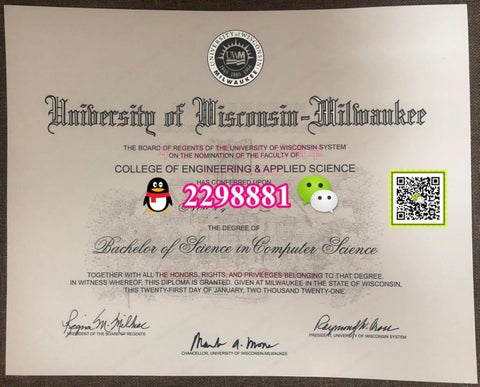 UNIVERSITY OF WISCONSIN
UWM
MILWAUKEE
University of Wisconsin-Milwaukee
THE BOARD OF REGENTS OF THE UNIVERSITY OF WISCONSIN SYSTEM
ON THE NOMINATION OF THE FACULTY OF
COLLEGE OF ENGINEERING & APPLIED SCIENCE
HAS CONFERRED UPON
2298881
THE DEGREE OF
Bachelor of Science in Computer Science
TOGETHER WITH ALL THE HONORS, RIGHTS, AND PRIVILEGES BELONGING TO THAT DEGREE.
IN WITNESS WHEREOF, THIS DIPLOMA IS GRANTED. GIVEN AT MILWAUKEE IN THE STATE OF WISCONSIN,
THIS TWENTY-FIRST DAY OF JANUARY, TWO THOUSAND TWENTY-ONE.
PRESIDENT OF THE BOARD OF REGENTS
CHANCELLOR, UNIVERSITY OF WISCONSIN-MILWAUKEE
PRESIDENT, UNIVERSITY OF WISCONSIN SYSTEM